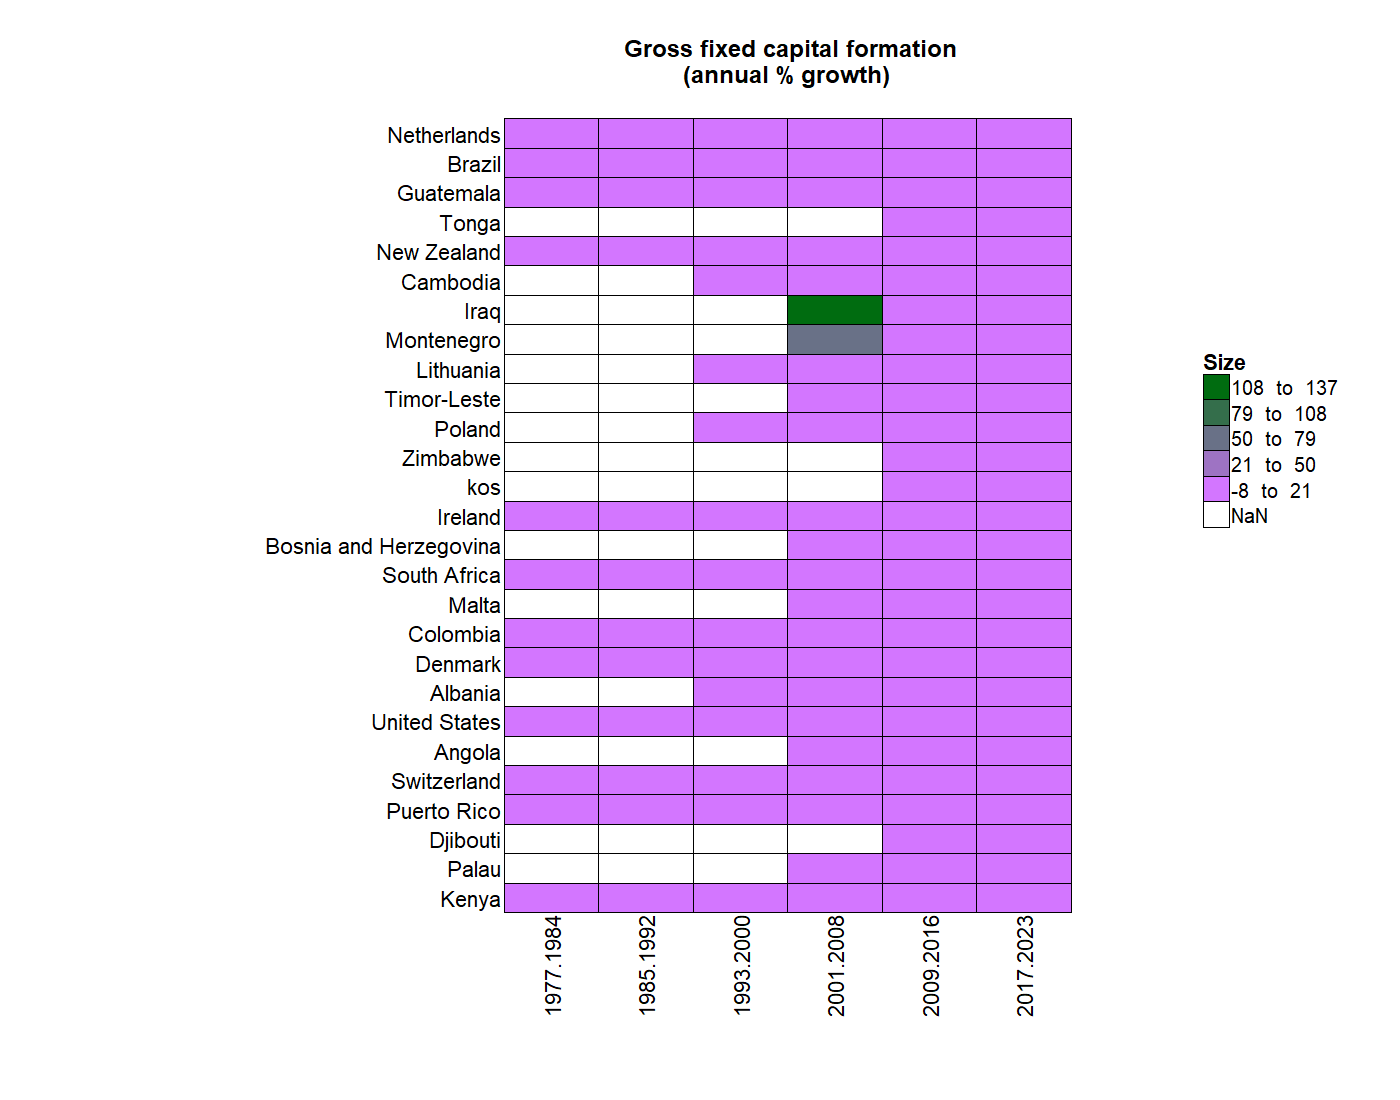 Gross fixed capital formation
(annual % growth)
Netherlands
Brazil
Guatemala
Tonga
New Zealand
Cambodia
Iraq
Montenegro
Lithuania
Timor-Leste
Poland
Zimbabwe
kos
Ireland
Bosnia and Herzegovina
South Africa
Malta
Colombia
Denmark
Albania
United States
Angola
Switzerland
Puerto Rico
Djibouti
Palau
Kenya
1977.1984
1985.1992
1993.2000
2001.2008
2009.2016
2017.2023
Size
108 to 137
79 to 108
50 to 79
21 to 50
-8 to 21
NaN